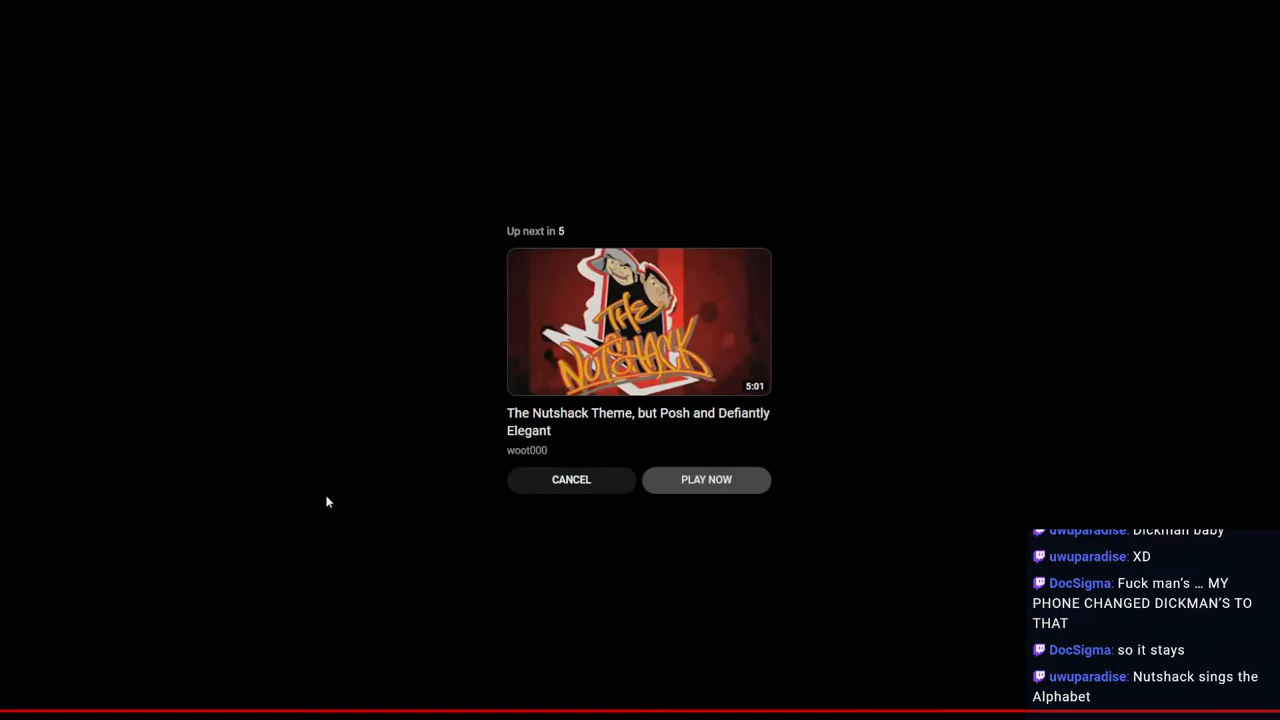 Up next in 5
THE
NUTSHACK
5:01
The Nutshack Theme, but Posh and Defiantly
Elegant
woot000
CANCEL
PLAY NOW
uwuparadise: Dickman baby
uwuparadise: XD
DocSigma: Fuck man’s … MY
PHONE CHANGED DICKMAN’S TO
THAT
DocSigma: so it stays
uwuparadise: Nutshack sings the
Alphabet